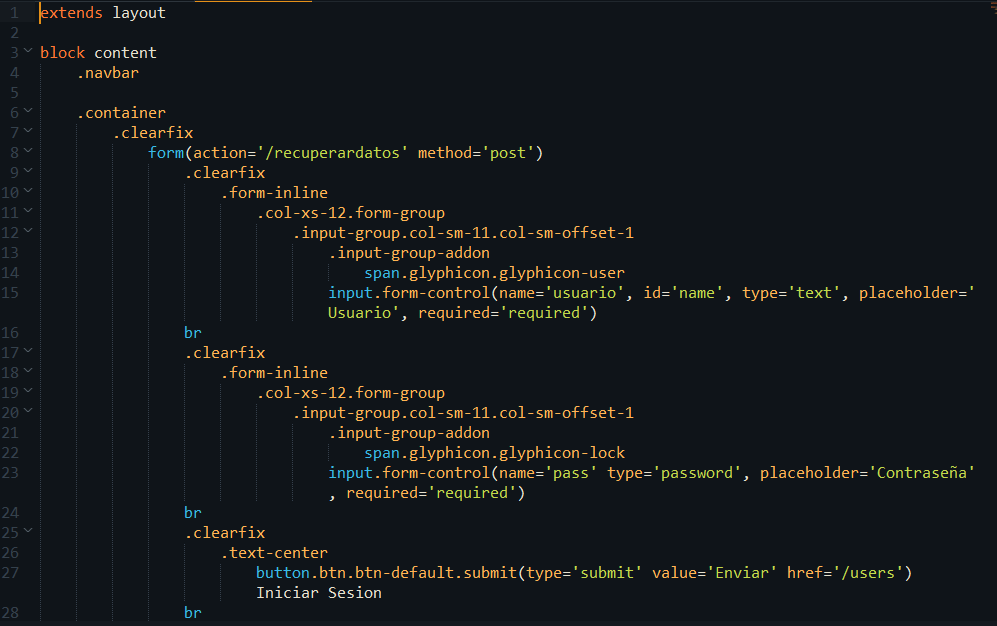 1 extends layout
2
3 block content
4 .navbar
5
6 .container
7 .clearfix
8 form(action='/recuperardatos' method='post')
9 .clearfix
10 .form-inline
11 .col-xs-12.form-group
12 .input-group.col-sm-11.col-sm-offset-1
13 .input-group-addon
14 span.glyphicon.glyphicon-user
15 input.form-control(name='usuario', id='name', type='text', placeholder='
Usuario', required='required')
16 br
17 .clearfix
18 .form-inline
19 .col-xs-12.form-group
20 .input-group.col-sm-11.col-sm-offset-1
21 .input-group-addon
22 span.glyphicon.glyphicon-lock
23 input.form-control(name='pass' type='password', placeholder='Contraseña'
, required='required')
24 br
25 .clearfix
26 .text-center
27 button.btn.btn-default.submit(type='submit' value='Enviar' href='/users')
Iniciar Sesion
28 br